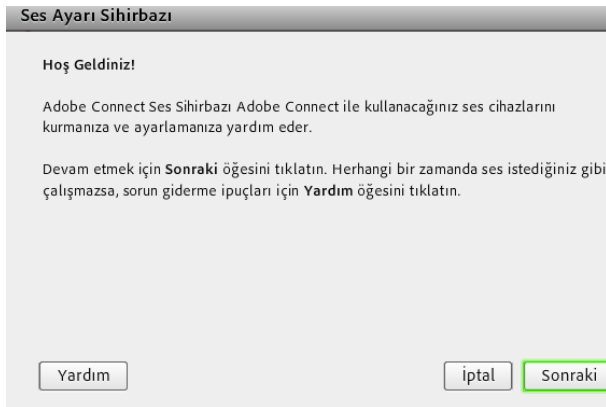 Ses Ayarı Sihirbazı
Hoş Geldiniz!
Adobe Connect Ses Sihirbazı Adobe Connect ile kullanacağınız ses cihazlarını
kurmanıza ve ayarlamanıza yardım eder.
Devam etmek için Sonraki öğesini tıklatın. Herhangi bir zamanda ses istediğiniz gibi
çalışmazsa, sorun giderme ipuçları için Yardım öğesini tıklatın.
Yardım
İptal
Sonraki